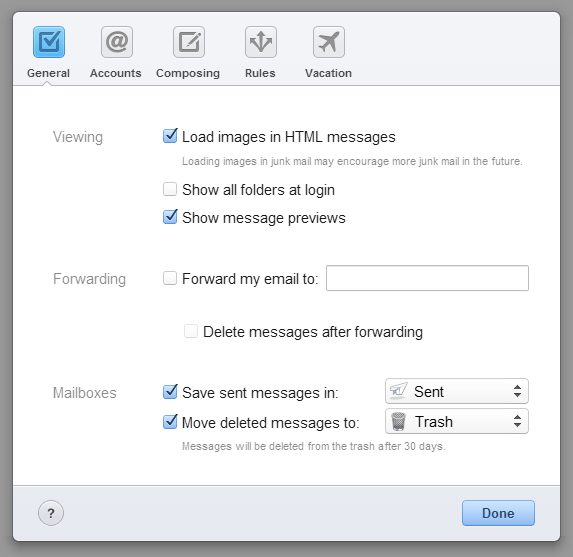 General Accounts Composing Rules Vacation
Viewing Load images in HTML messages
Loading images in junk mail may encourage more junk mail in the future.
Show all folders at login
Show message previews
Forwarding Forward my email to:
Delete messages after forwarding
Mailboxes Save sent messages in: Sent
Move deleted messages to: Trash
Messages will be deleted from the trash after 30 days.
? Done